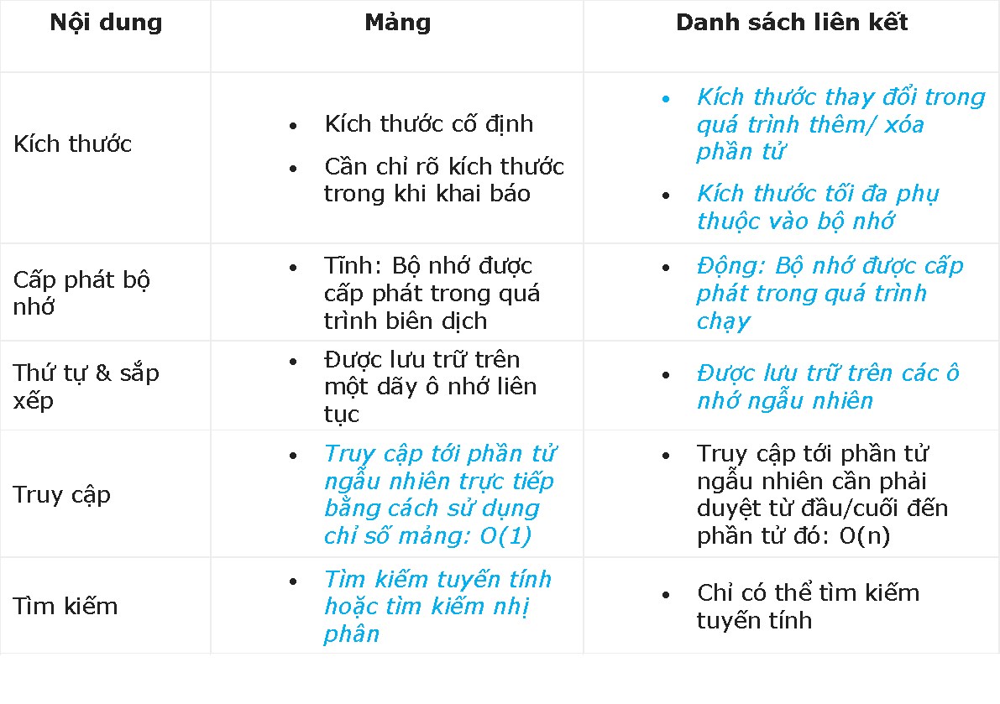 Nội dung
Mảng
Danh sách liên kết
Kích thước
Kích thước cố định
Cần chỉ rõ kích thước
trong khi khai báo
Kích thước thay đổi trong
quá trình thêm/ xóa
phần tử
Kích thước tối đa phụ
thuộc vào bộ nhớ
Cấp phát bộ
nhớ
Tĩnh: Bộ nhớ được
cấp phát trong quá
trình biên dịch
Động: Bộ nhớ được cấp
phát trong quá trình
chạy
Thứ tự & sắp
xếp
Được lưu trữ trên
một dãy ô nhớ liên
tục
Được lưu trữ trên các ô
nhớ ngẫu nhiên
Truy cập
Truy cập tới phần tử
ngẫu nhiên trực tiếp
bằng cách sử dụng
chỉ số mảng: O(1)
Truy cập tới phần tử
ngẫu nhiên cần phải
duyệt từ đầu/cuối đến
phần tử đó: O(n)
Tìm kiếm
Tìm kiếm tuyến tính
hoặc tìm kiếm nhị
phân
Chỉ có thể tìm kiếm
tuyến tính